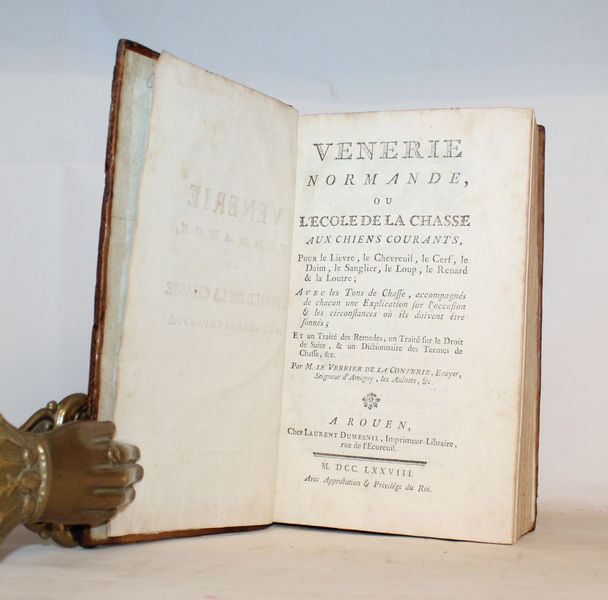 VENERIE
NORMANDE,
OU
L'ECOLE DE LA CHASSE
AUX CHIENS COURANTS,
POUR le Lievre, le Chevreuil, le Cerf, le
Daim, le Sanglier, le Loup, le Renard
& la Loutre;
AVEC les Tons de Chasse, accompagnés
de chacun une Explication sur l'occasion
& les circonstances où ils doivent être
sonnés;
ET un Traité des Remedes, un Traité sur le Droit
de Suite, & un Dictionnaire des Termes de
Chasse, &c.
Par M. LE VERRIER DE LA CONTERIE, Ecuyer,
Seigneur d'Amigny, les Aulnets, &c.
A ROUEN,
Chez LAURENT DUMESNIL, Imprimeur-Libraire,
rue de l'Ecureuil.
M. DCC. LXXVIII.
Avec Approbation & Privilége du Roi.